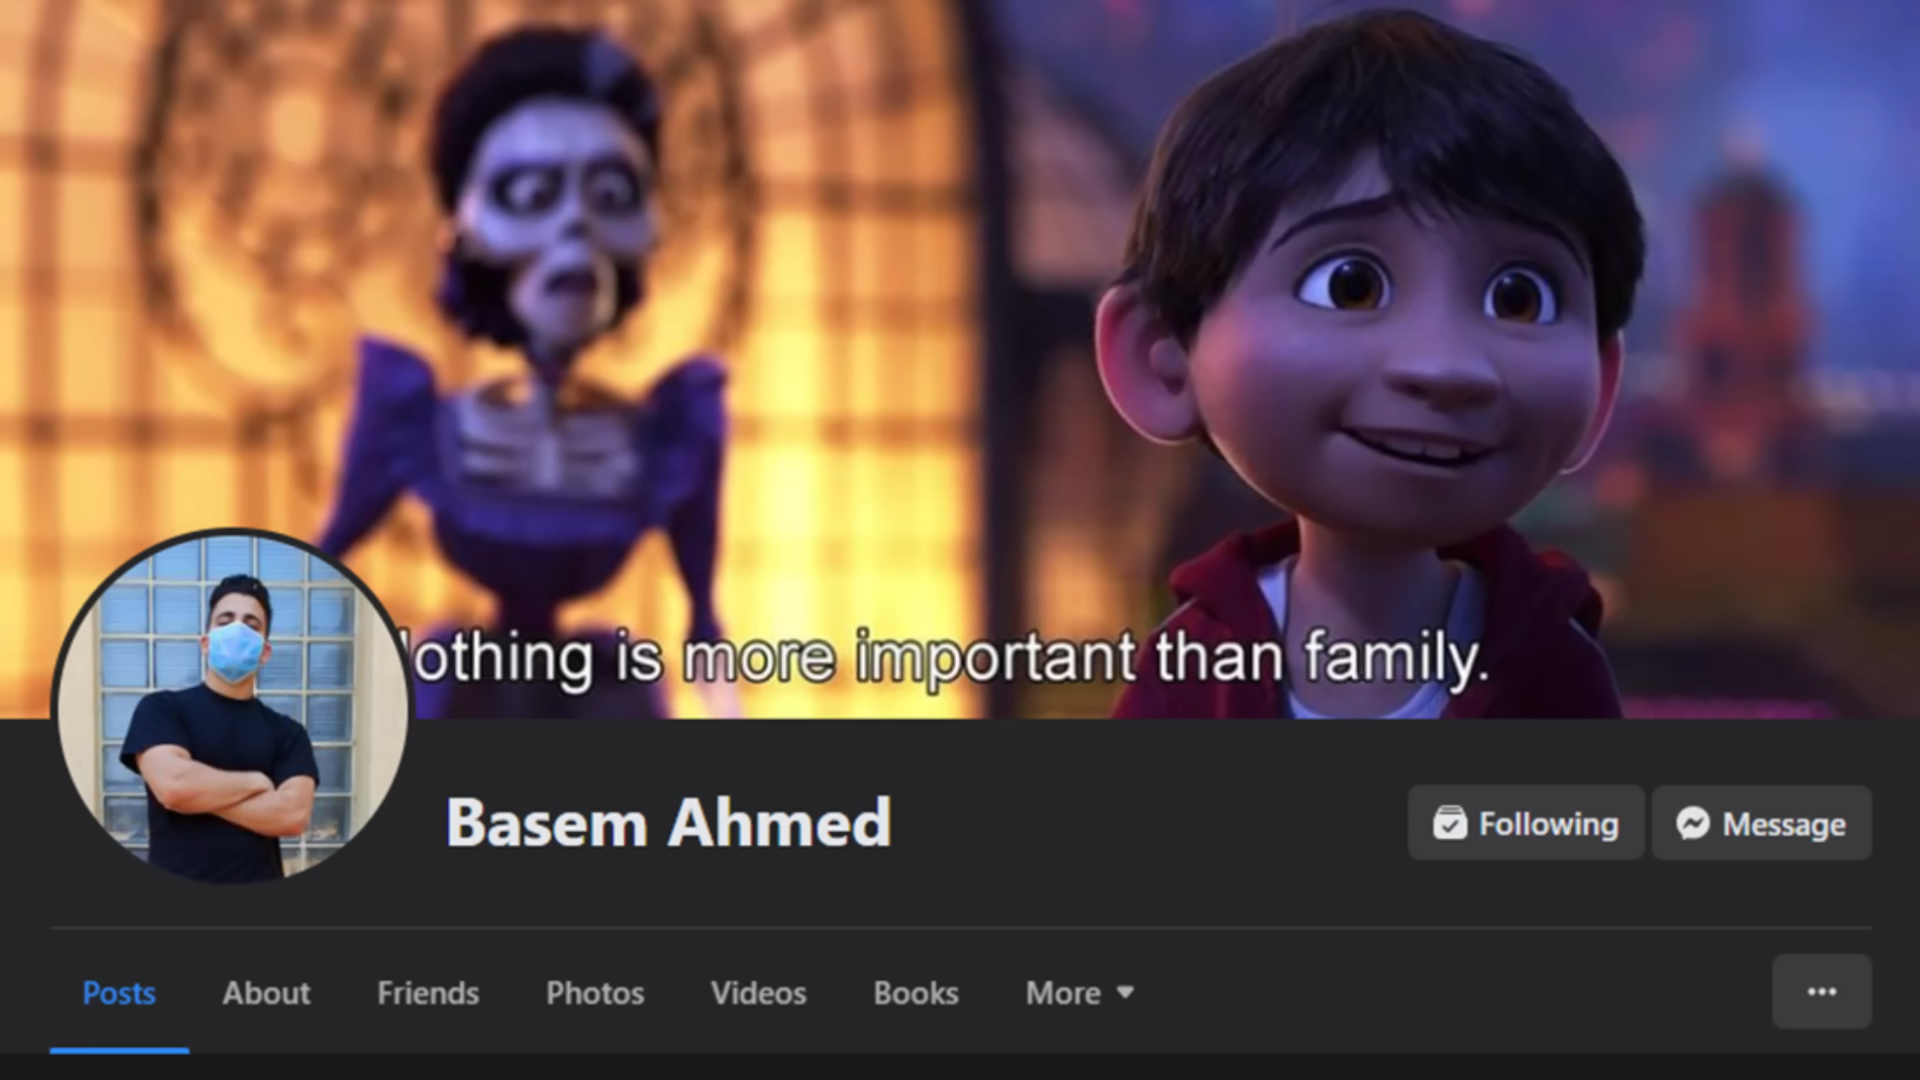 othing is more important than family.
Basem Ahmed
Following
Message
Posts
About
Friends
Photos
Videos
Books
More